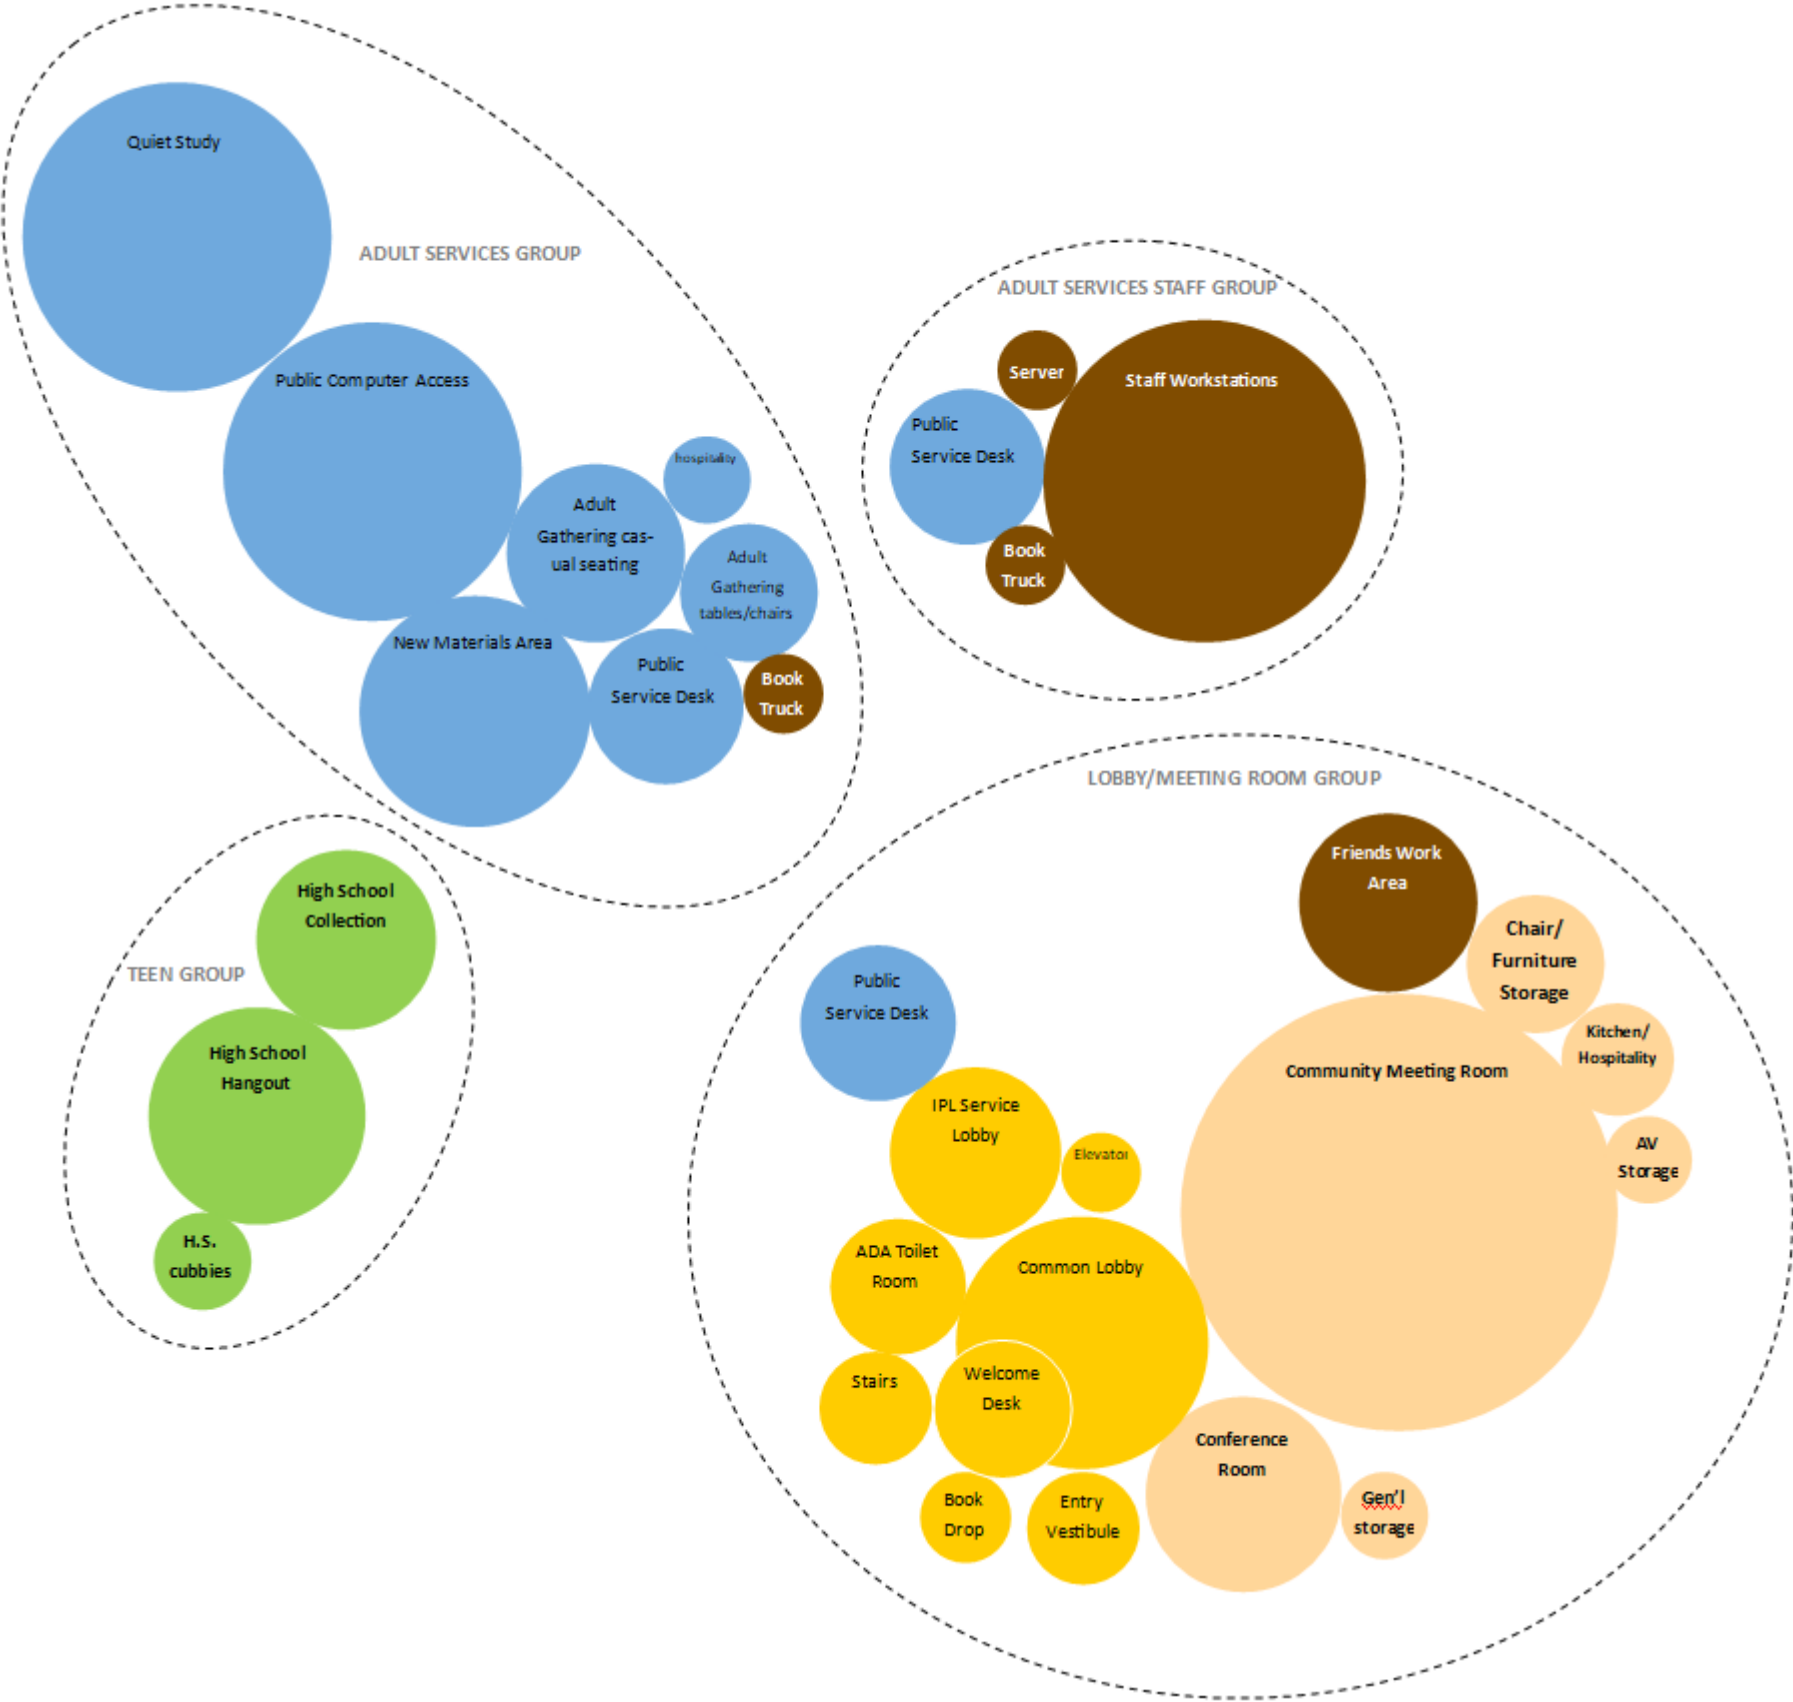 Quiet Study
ADULT SERVICES GROUP
Public Computer Access
hospitality
Adult
Gathering cas-
ual seating
Adult
Gathering
tables/chairs
New Materials Area
Public
Service Desk
Book
Truck
ADULT SERVICES STAFF GROUP
Server
Staff Workstations
Public
Service Desk
Book
Truck
TEEN GROUP
High School
Collection
High School
Hangout
H.S.
cubbies
LOBBY/MEETING ROOM GROUP
Friends Work
Area
Chair/
Furniture
Storage
Kitchen/
Hospitality
AV
Storage
Community Meeting Room
Public
Service Desk
IPL Service
Lobby
Elevator
ADA Toilet
Room
Common Lobby
Stairs
Welcome
Desk
Book
Drop
Entry
Vestibule
Conference
Room
Gen'l
storage